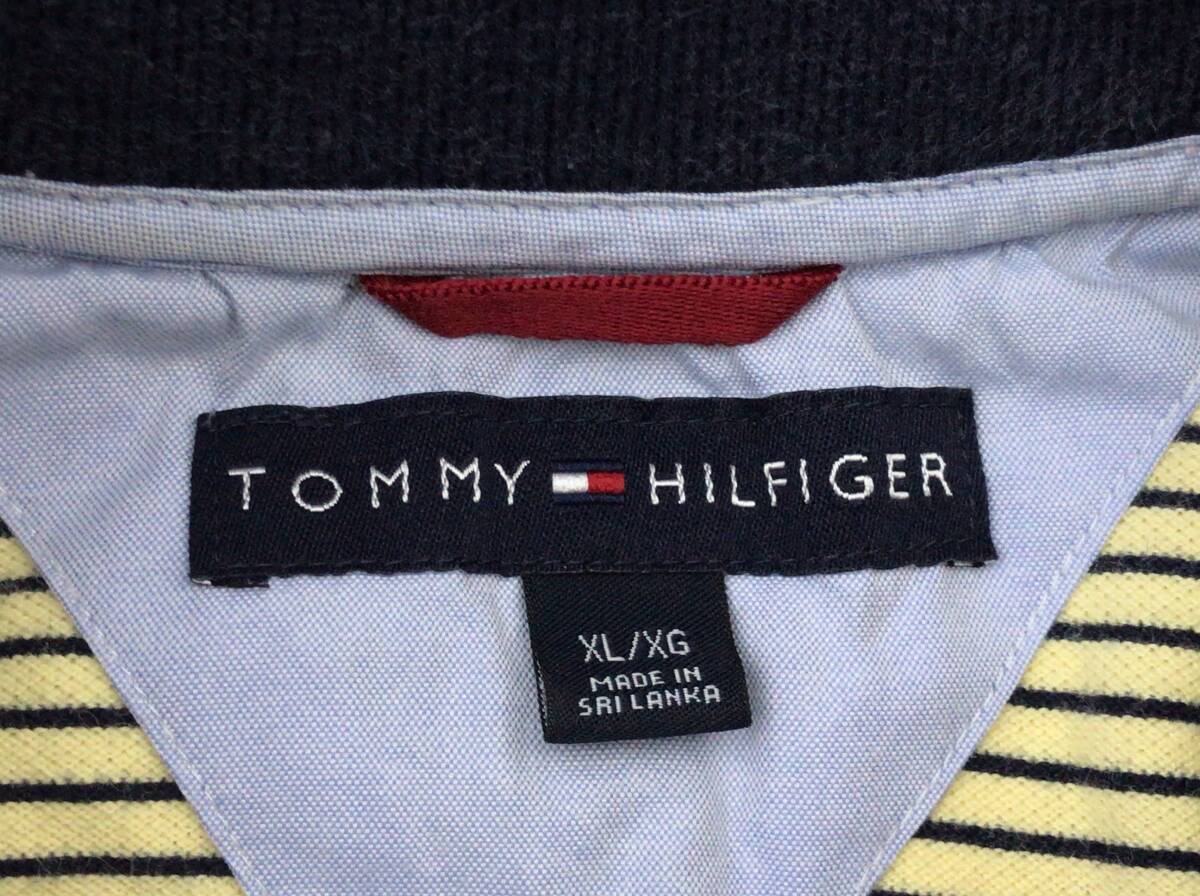 TOMMY HILFIGER
XL/XG
MADE IN
SRI LANKA